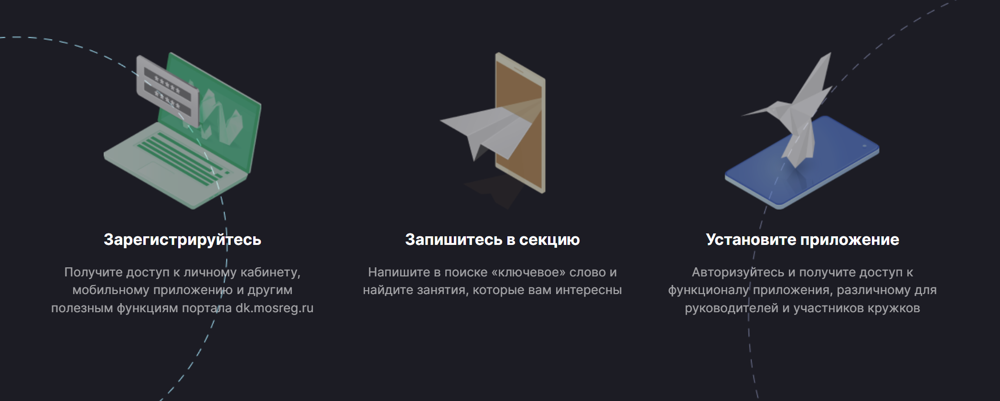 *****
*****
Зарегистрируйтесь
Получите доступ к личному кабинету,
мобильному приложению и другим
полезным функциям портала dk.mosreg.ru
Запишитесь в секцию
Напишите в поиске «ключевое» слово и
найдите занятия, которые вам интересны
Установите приложение
Авторизуйтесь и получите доступ к
функционалу приложения, различному для
руководителей и участников кружков